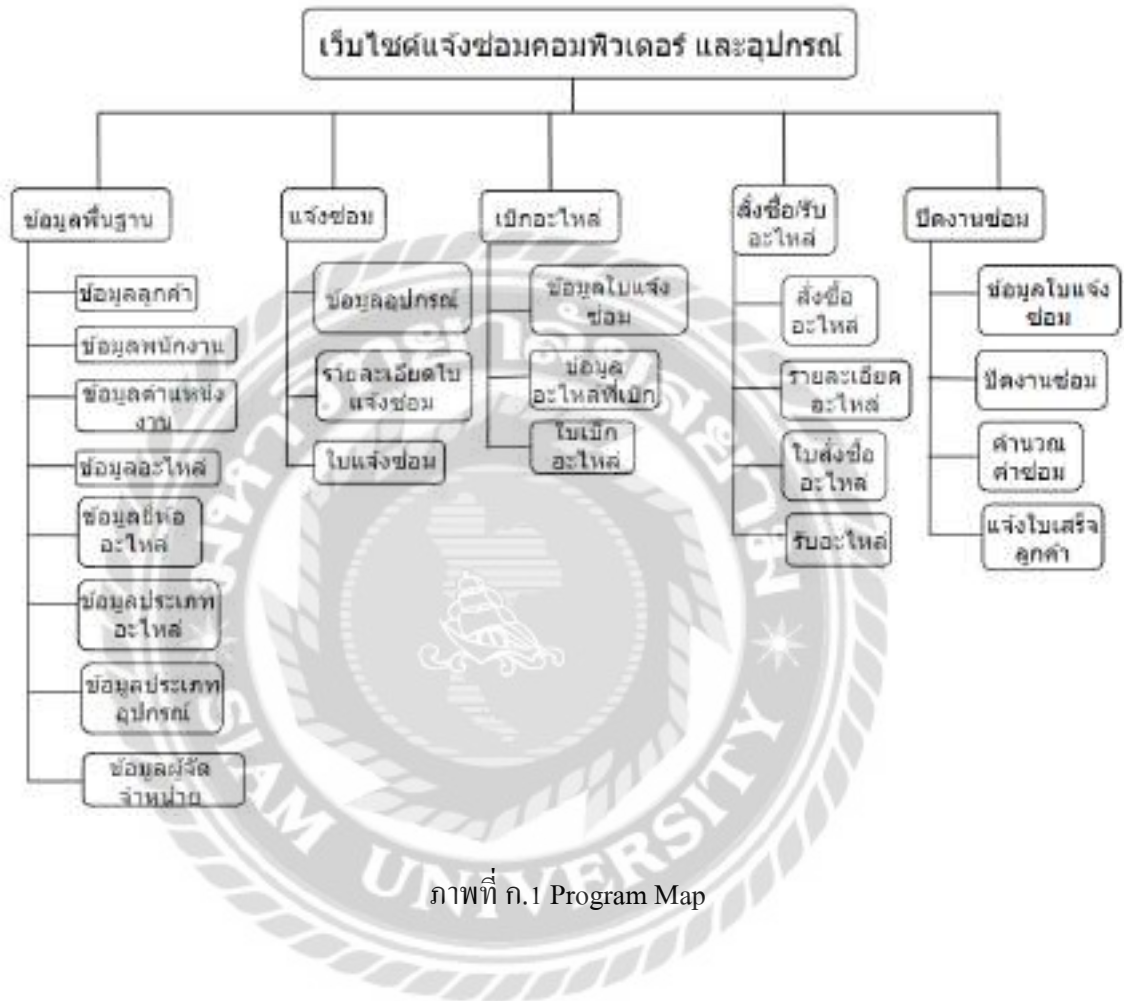 เว็บไซต์แจ้งซ่อมคอมพิวเตอร์ และอุปกรณ์
ข้อมูลพื้นฐาน
ข้อมูลลูกค้า
ข้อมูลพนักงาน
ข้อมูลตำแหน่ง
งาน
ข้อมูลอะไหล่
ข้อมูลยี่ห้อ
อะไหล่
ข้อมูลประเภท
อะไหล่
ข้อมูลประเภท
อุปกรณ์
ข้อมูลผู้จัด
จำหน่าย
แจ้งซ่อม
ข้อมูลอุปกรณ์
รายละเอียดใบ
แจ้งซ่อม
ใบแจ้งซ่อม
เบิกอะไหล่
ข้อมูลใบแจ้ง
ซ่อม
ข้อมูล
อะไหล่ที่เบิก
ใบเบิก
อะไหล่
สั่งซื้อ/รับ
อะไหล่
สั่งซื้อ
อะไหล่
รายละเอียด
อะไหล่
ใบสั่งซื้อ
อะไหล่
รับอะไหล่
ปิดงานซ่อม
ข้อมูลใบแจ้ง
ซ่อม
ปิดงานซ่อม
คำนวณ
ค่าซ่อม
แจ้งใบเสร็จ
ลูกค้า
มหาวิทยาลัยสยาม
SIAM UNIVERSITY
ภาพที่ ก.1 Program Map